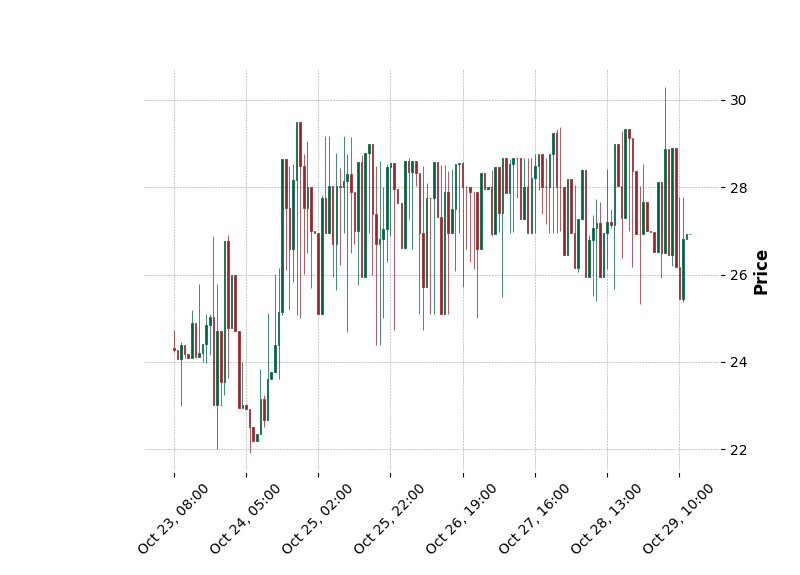 30
28
26
24
22
Price
Oct 23, 08:00
Oct 24, 05:00
Oct 25, 02:00
Oct 25, 22:00
Oct 26, 19:00
Oct 27, 16:00
Oct 28, 13:00
Oct 29, 10:00